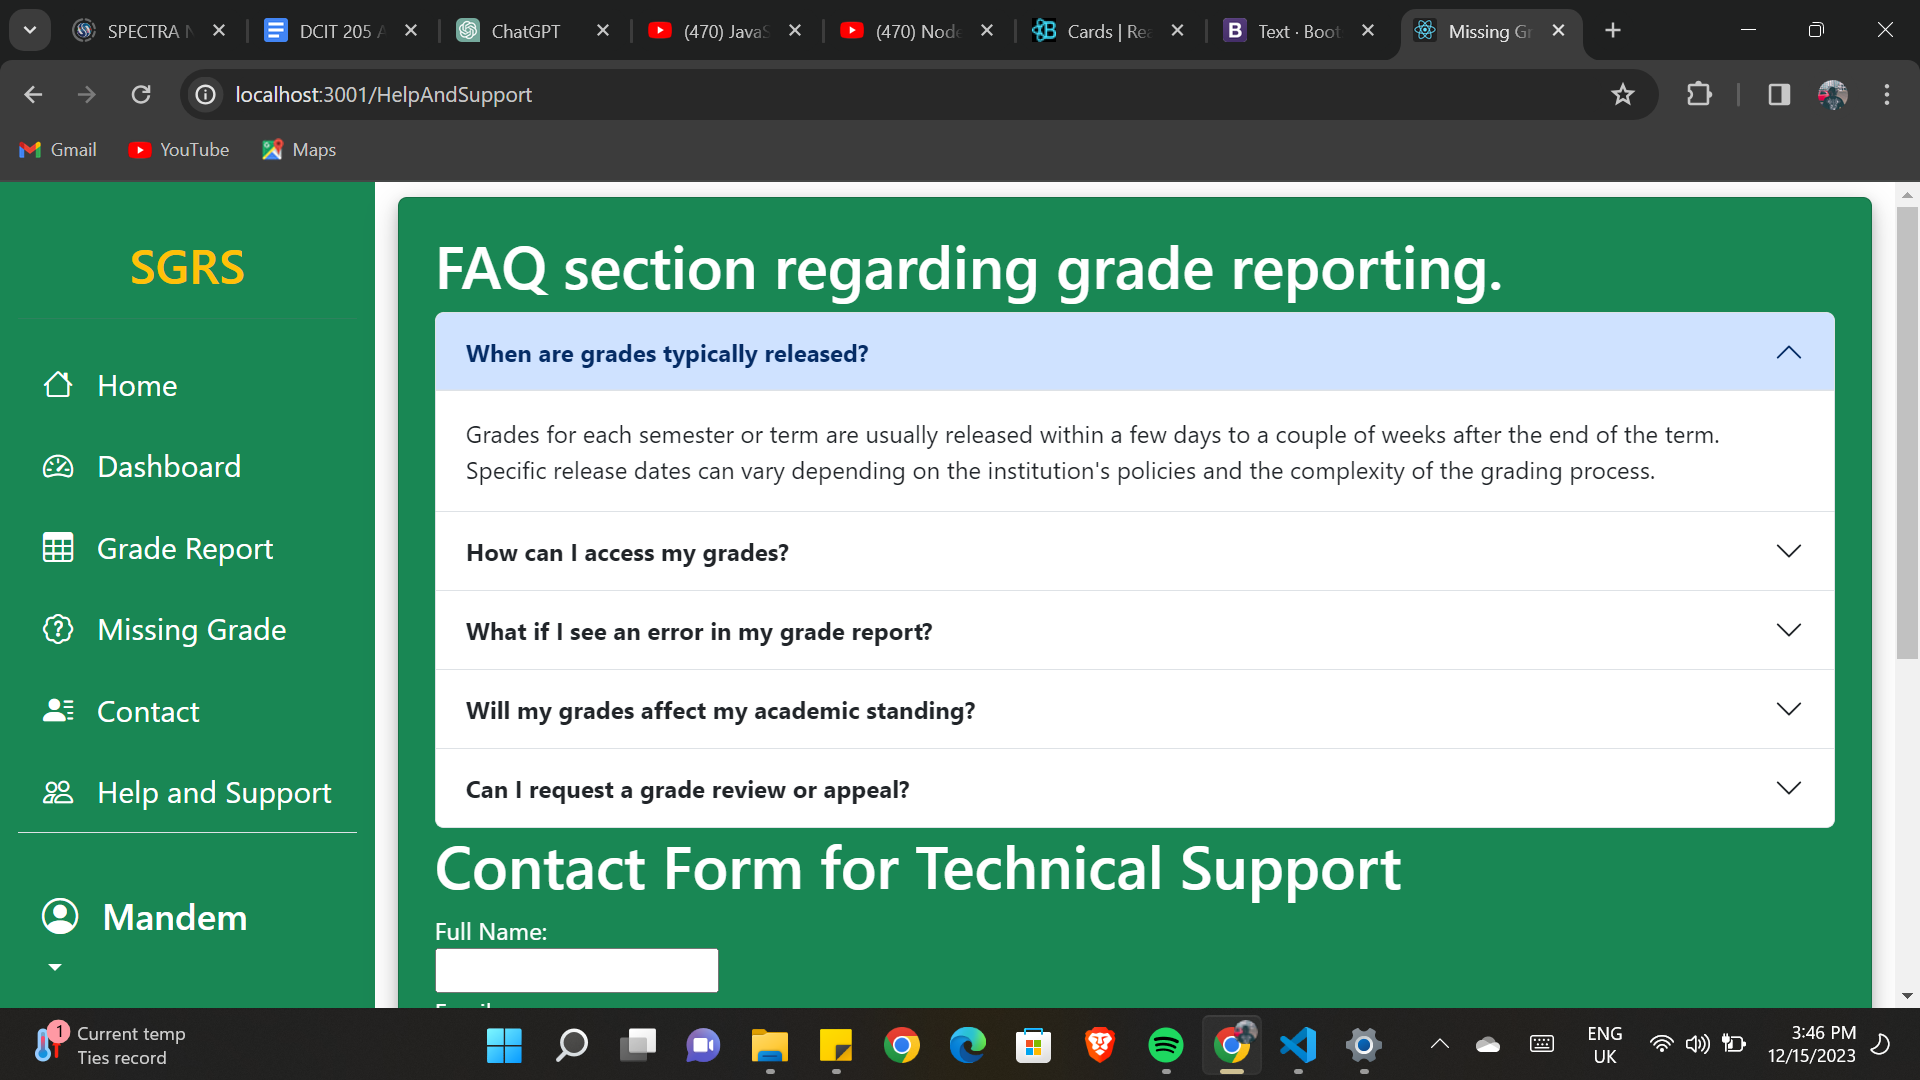 SPECTRA N
DCIT 205 A
ChatGPT
(470) JavaS
(470) Node
Cards | Rea
Text · Boot
Missing Gr
localhost:3001/HelpAndSupport
Gmail
YouTube
Maps
SGRS
Home
Dashboard
Grade Report
Missing Grade
Contact
Help and Support
Mandem
FAQ section regarding grade reporting.
When are grades typically released?
Grades for each semester or term are usually released within a few days to a couple of weeks after the end of the term.
Specific release dates can vary depending on the institution's policies and the complexity of the grading process.
How can I access my grades?
What if I see an error in my grade report?
Will my grades affect my academic standing?
Can I request a grade review or appeal?
Contact Form for Technical Support
Full Name:
1
Current temp
Ties record
ENG
UK
3:46 PM
12/15/2023